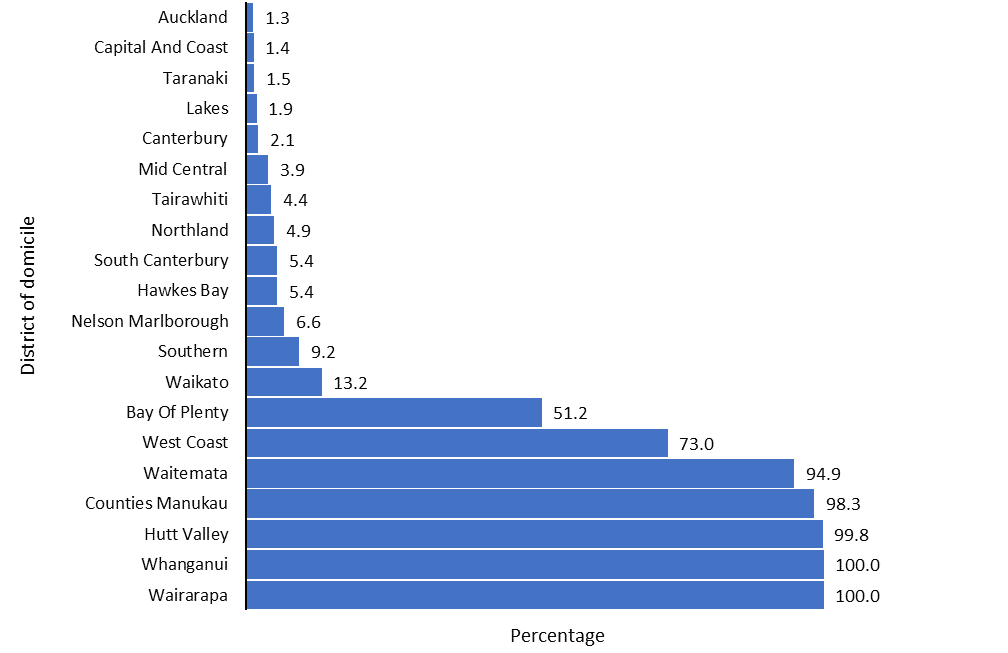 District of domicile
Auckland 1.3
Capital And Coast 1.4
Taranaki 1.5
Lakes 1.9
Canterbury 2.1
Mid Central 3.9
Tairawhiti 4.4
Northland 4.9
South Canterbury 5.4
Hawkes Bay 5.4
Nelson Marlborough 6.6
Southern 9.2
Waikato 13.2
Bay Of Plenty 51.2
West Coast 73.0
Waitemata 94.9
Counties Manukau 98.3
Hutt Valley 99.8
Whanganui 100.0
Wairarapa 100.0
Percentage